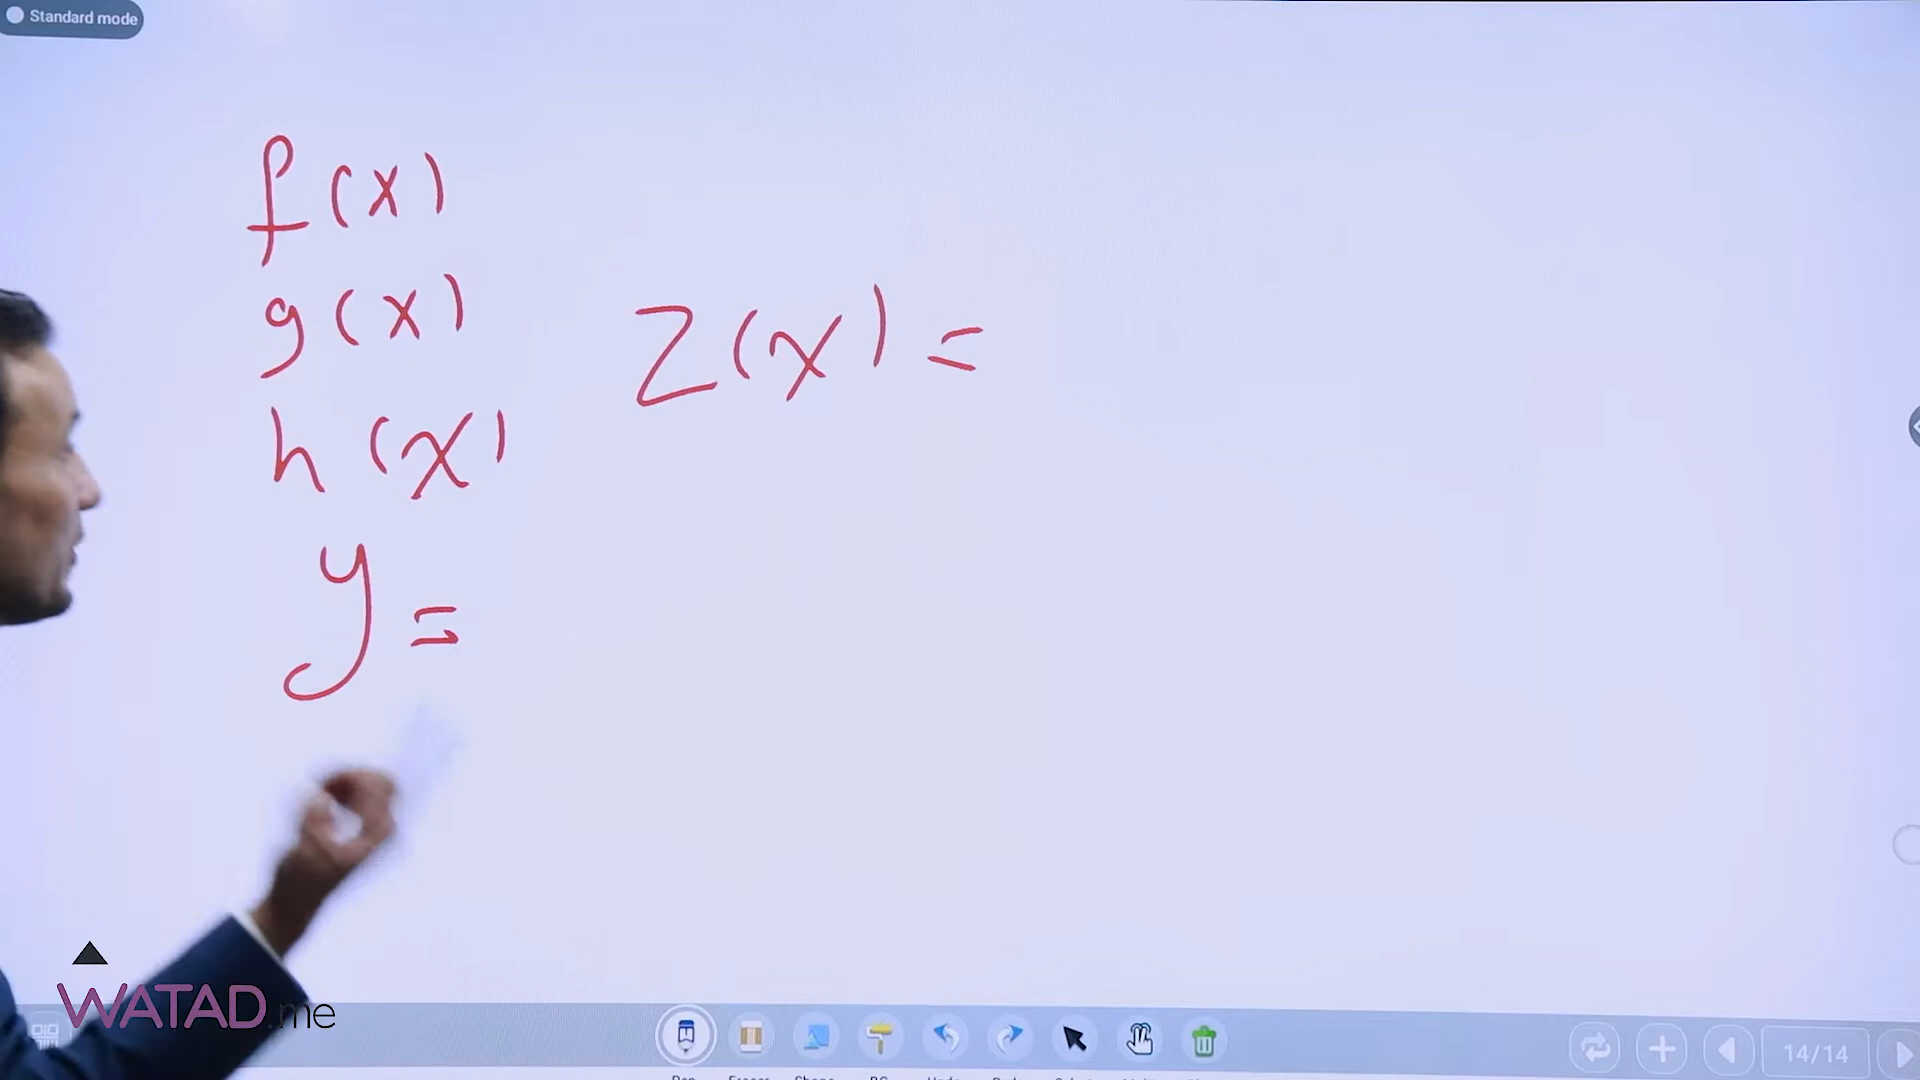 Standard mode
f(x)
g(x)
z(x) =
h(x)
y =
WATAD.me
14/14